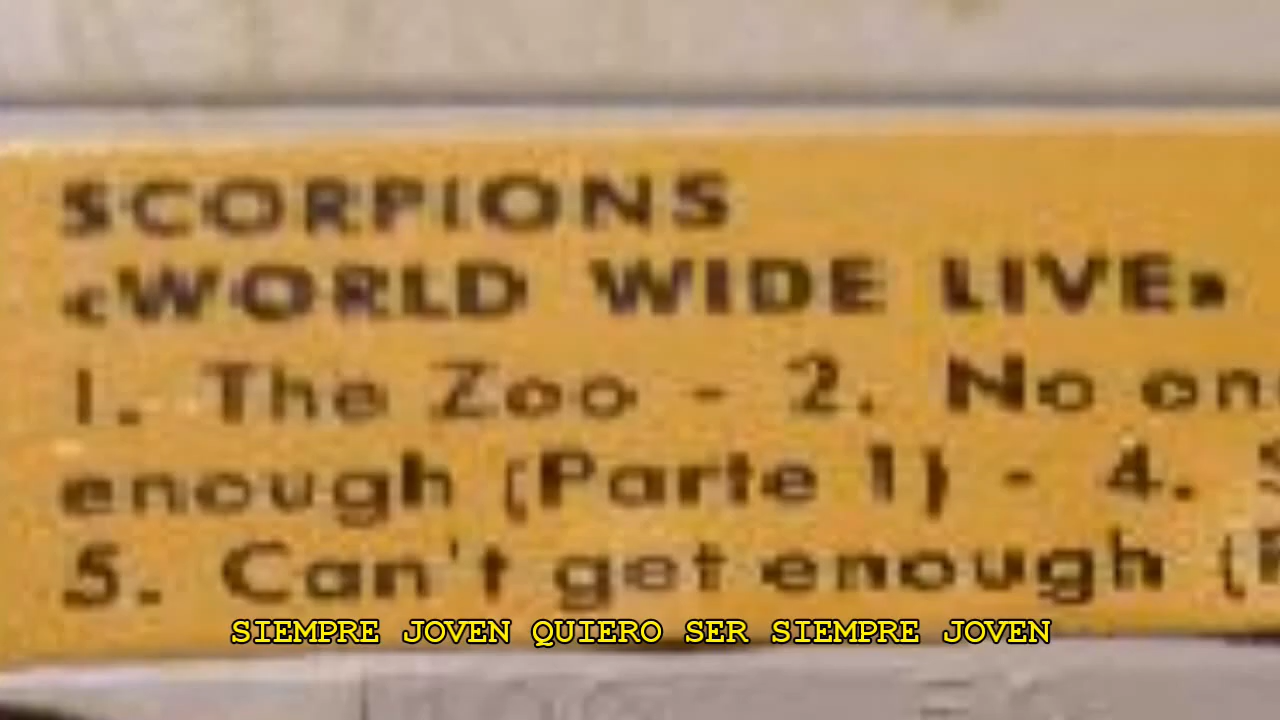 SCORPIONS
«WORLD WIDE LIVE»
1. The Zoo - 2. No
enough (Parte 1) - 4.
5. Can't get enough
SIEMPRE JOVEN QUIERO SER SIEMPRE JOVEN